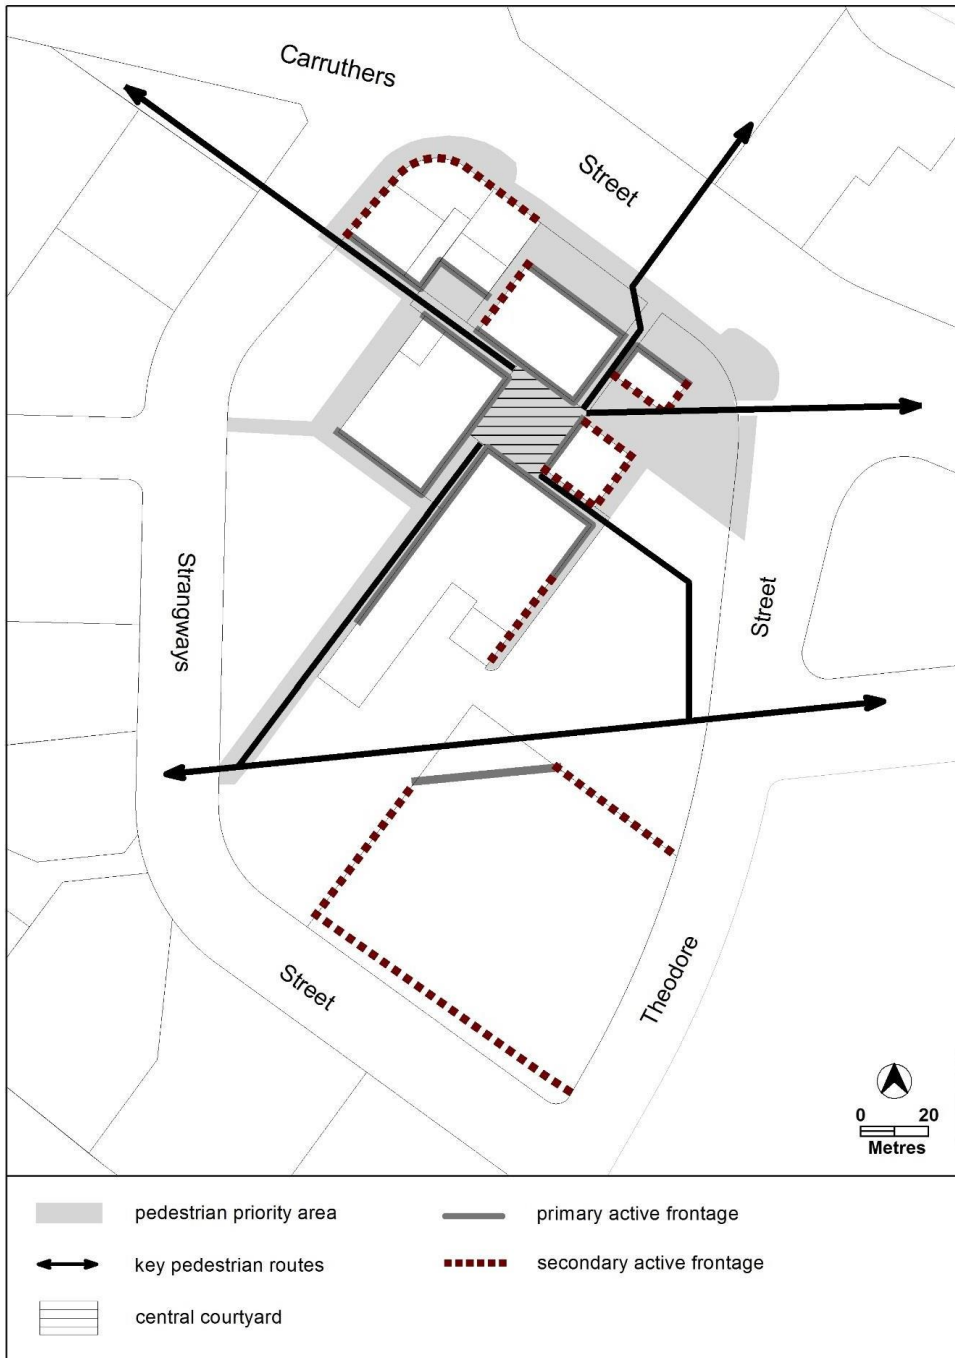 Carruthers
Street
Strangways
Street
Street
Theodore
0 20
Metres
pedestrian priority area
primary active frontage
key pedestrian routes
secondary active frontage
central courtyard